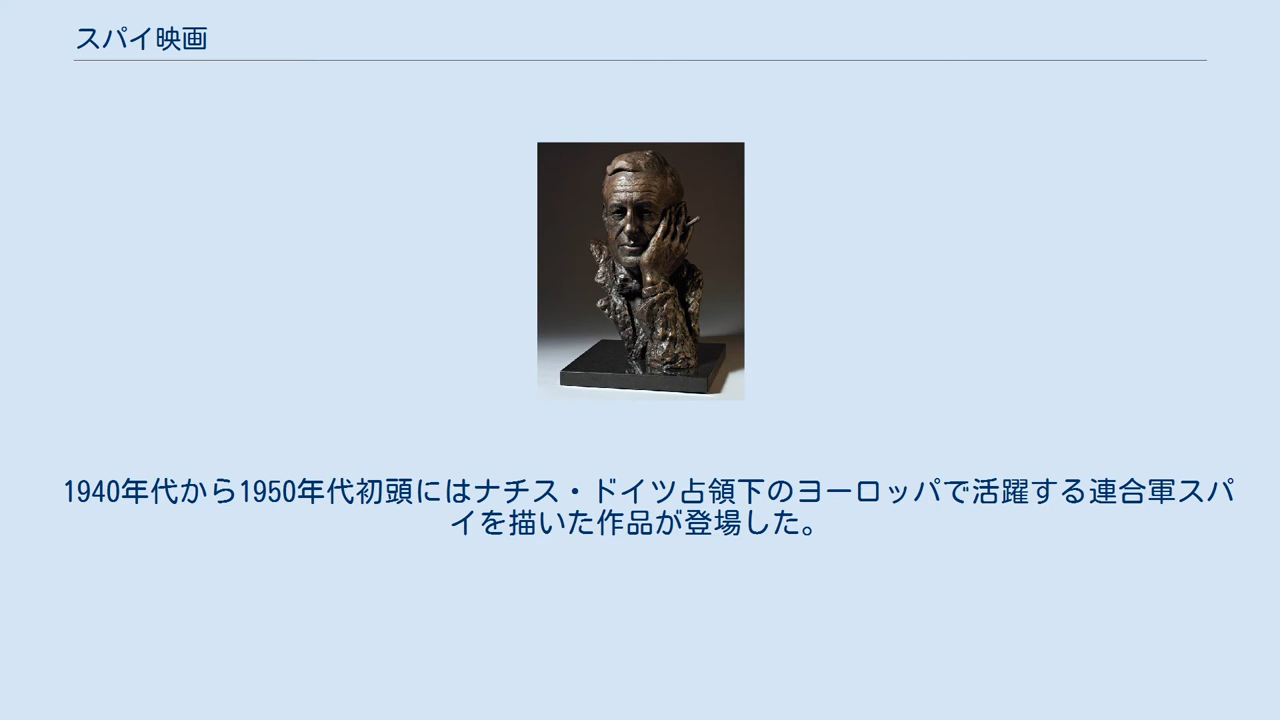 スパイ映画
1940年代から1950年代初頭にはナチス・ドイツ占領下のヨーロッパで活躍する連合軍スパ
イを描いた作品が登場した。